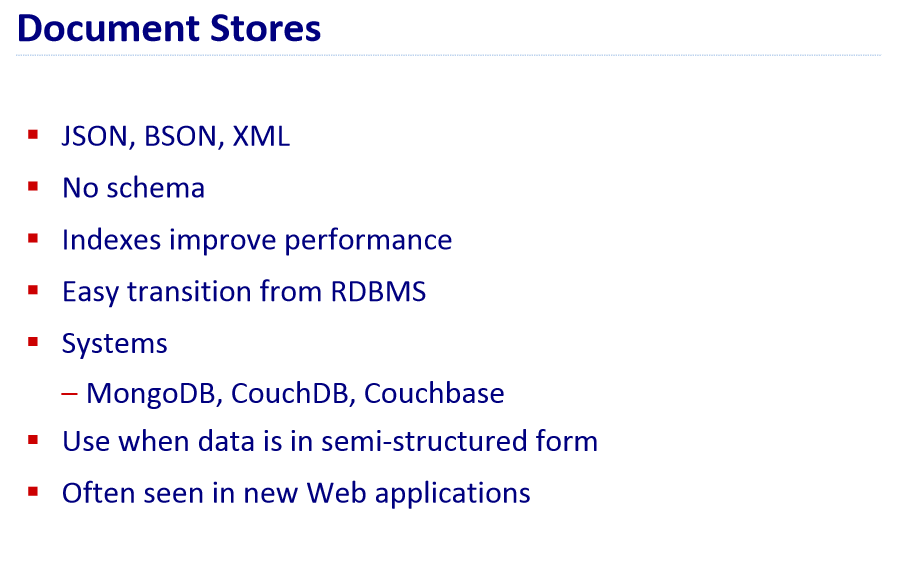 Document Stores
JSON, BSON, XML
No schema
Indexes improve performance
Easy transition from RDBMS
Systems
– MongoDB, CouchDB, Couchbase
Use when data is in semi-structured form
Often seen in new Web applications